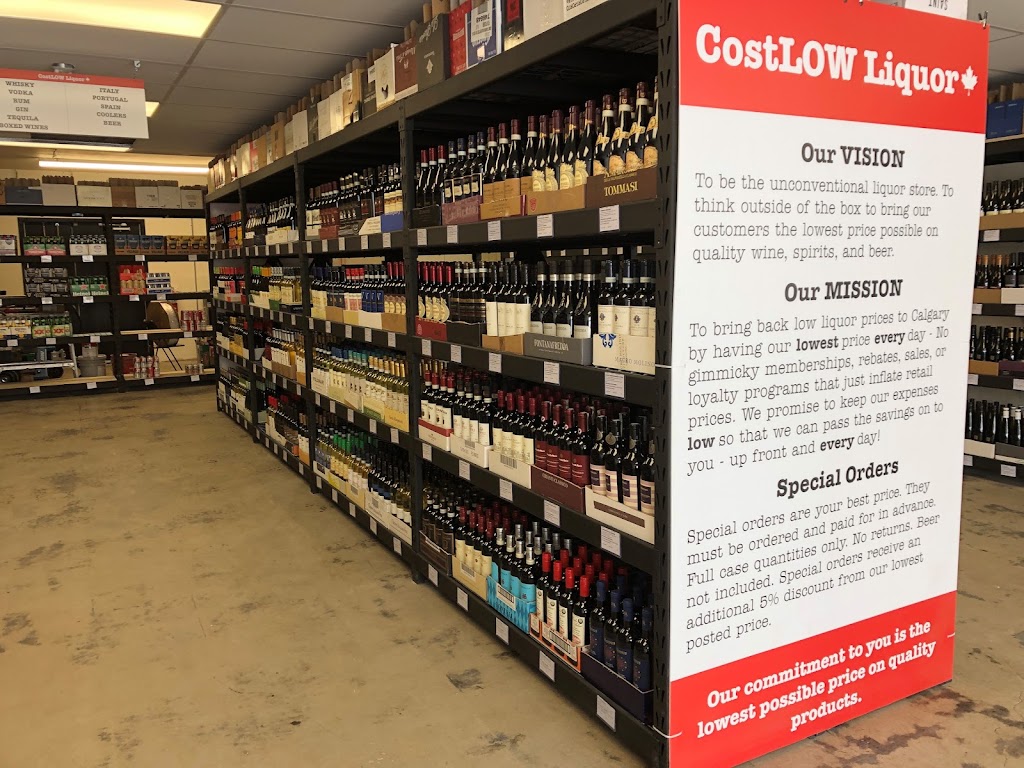 CostLOW Liquor
WHISKY
VODKA
RUM
GIN
TEQUILA
BOXED WINES
ITALY
PORTUGAL
SPAIN
COOLERS
BEER
TOMMASI
FONTANAFREDDA
CostLOW Liquor
Our VISION
To be the unconventional liquor store. To
think outside of the box to bring our
customers the lowest price possible on
quality wine, spirits, and beer.
Our MISSION
To bring back low liquor prices to Calgary
by having our lowest price every day - No
gimmicky memberships, rebates, sales, or
loyalty programs that just inflate retail
prices. We promise to keep our expenses
low so that we can pass the savings on to
you - up front and every day!
Special Orders
Special orders are your best price. They
must be ordered and paid for in advance.
Full case quantities only. No returns. Beer
not included. Special orders receive an
additional 5% discount from our lowest
posted price.
Our commitment to you is the
lowest possible price on quality
products.